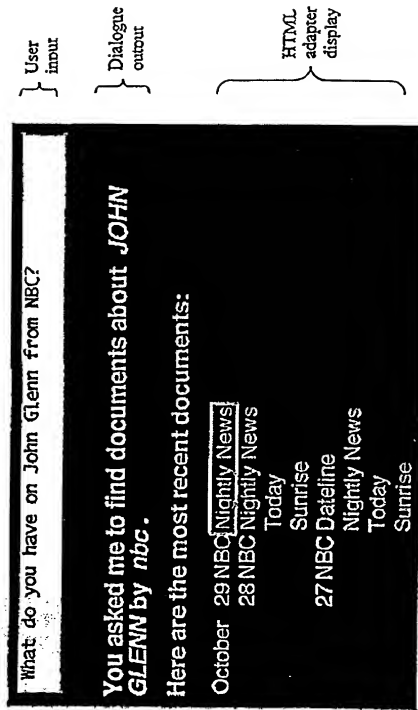 What do you have on John Glenn from NBC?
You asked me to find documents about JOHN
GLENN by nbc.
Here are the most recent documents:
October 29 NBC Nightly News
28 NBC Nightly News
Today
Sunrise
27 NBC Dateline
Nightly News
Today
Sunrise
User
input
Dialogue
output
HTML
adapter
display